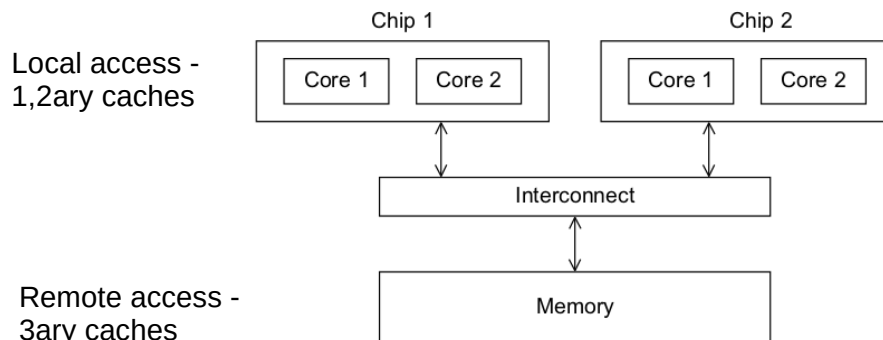 Chip 1
Chip 2
Local access -
1,2ary caches
Core 1
Core 2
Core 1
Core 2
Interconnect
Remote access -
3ary caches
Memory